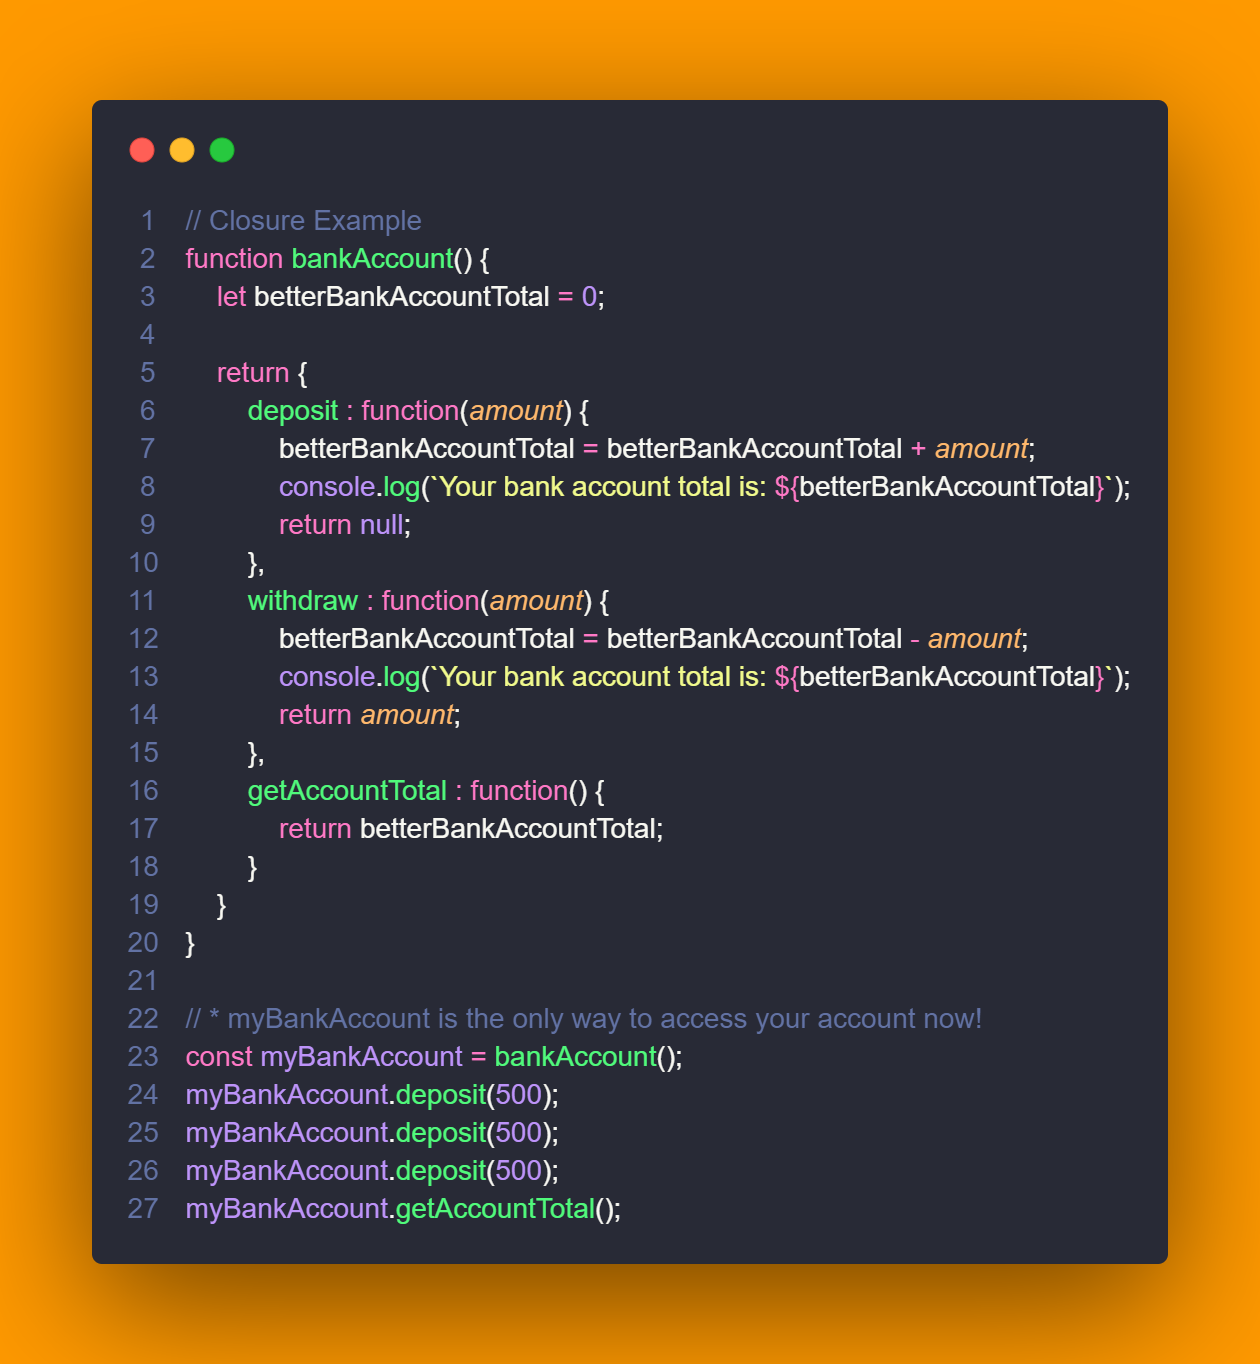 1 // Closure Example
2 function bankAccount() {
3 let betterBankAccountTotal = 0;
4
5 return {
6 deposit : function(amount) {
7 betterBankAccountTotal = betterBankAccountTotal + amount;
8 console.log(`Your bank account total is: ${betterBankAccountTotal}`);
9 return null;
10 },
11 withdraw : function(amount) {
12 betterBankAccountTotal = betterBankAccountTotal - amount;
13 console.log(`Your bank account total is: ${betterBankAccountTotal}`);
14 return amount;
15 },
16 getAccountTotal : function() {
17 return betterBankAccountTotal;
18 }
19 }
20 }
21
22 // * myBankAccount is the only way to access your account now!
23 const myBankAccount = bankAccount();
24 myBankAccount.deposit(500);
25 myBankAccount.deposit(500);
26 myBankAccount.deposit(500);
27 myBankAccount.getAccountTotal();